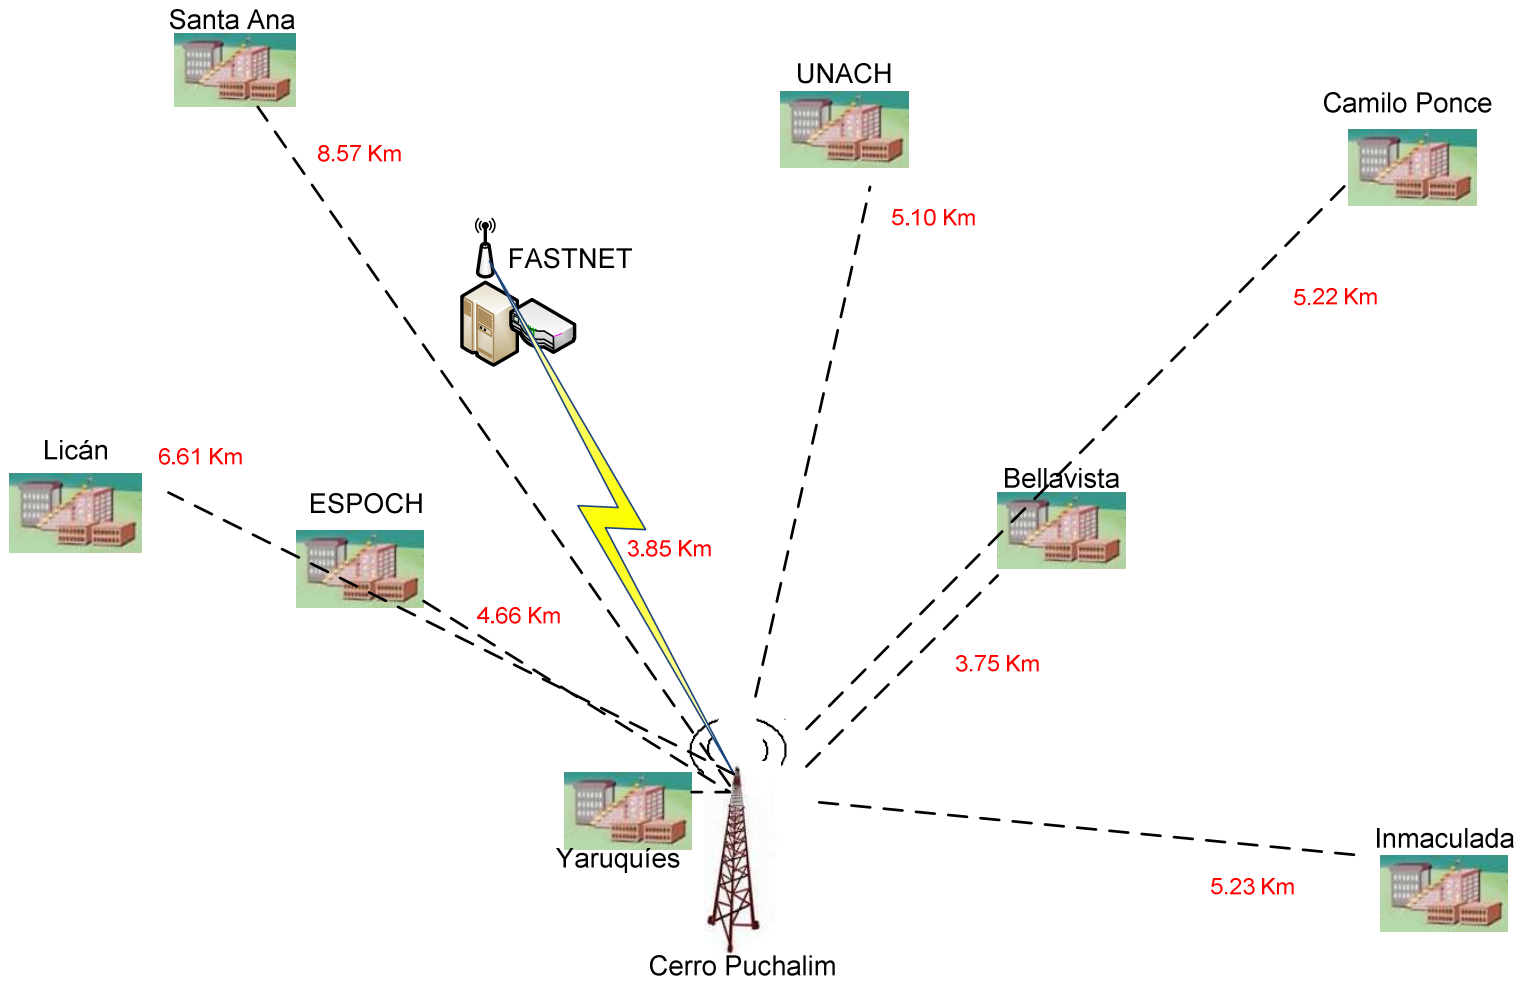 Santa Ana
UNACH
Camilo Ponce
8.57 Km
5.10 Km
FASTNET
5.22 Km
Licán
6.61 Km
Bellavista
ESPOCH
3.85 Km
4.66 Km
3.75 Km
Yaruquíes
Inmaculada
5.23 Km
Cerro Puchalim